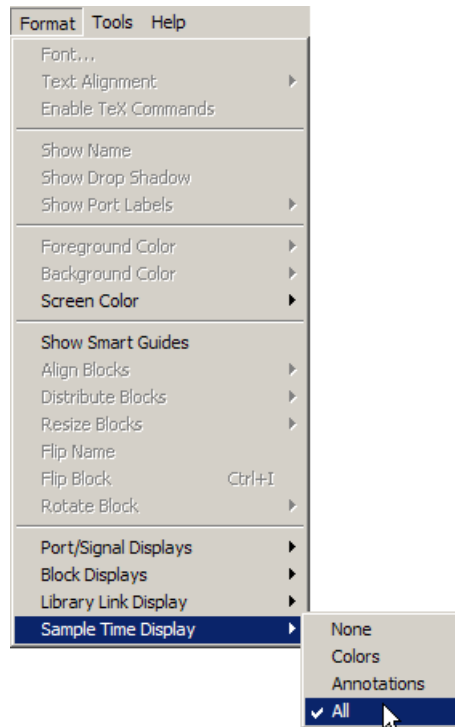 Format Tools Help
Font...
Text Alignment
Enable TeX Commands
Show Name
Show Drop Shadow
Show Port Labels
Foreground Color
Background Color
Screen Color
Show Smart Guides
Align Blocks
Distribute Blocks
Resize Blocks
Flip Name
Flip Block Ctrl+I
Rotate Block
Port/Signal Displays
Block Displays
Library Link Display
Sample Time Display
None
Colors
Annotations
All